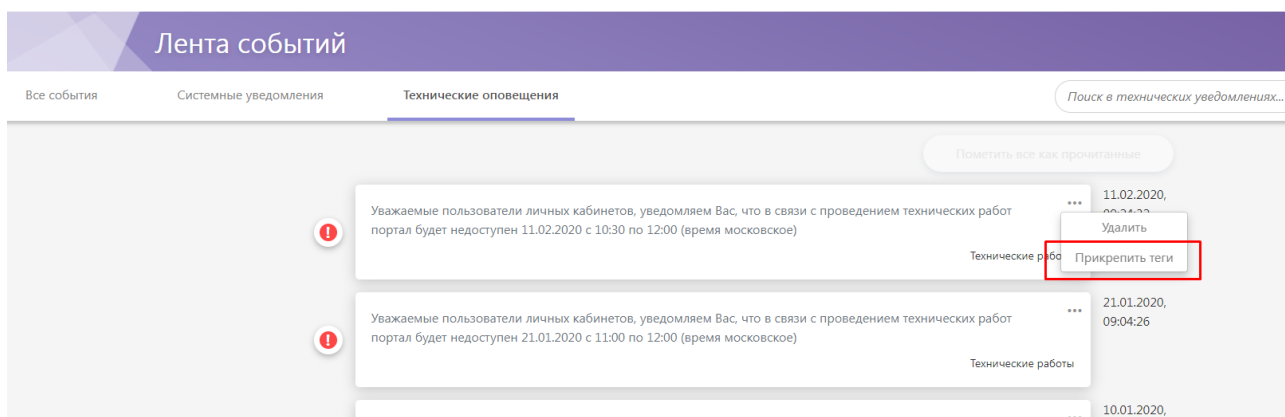 Лента событий
Все события
Системные уведомления
Технические оповещения
Поиск в технических уведомлениях...
Пометить все как прочитанные
Уважаемые пользователи личных кабинетов, уведомляем Вас, что в связи с проведением технических работ
портал будет недоступен 11.02.2020 с 10:30 по 12:00 (время московское)
11.02.2020,
Удалить
Технические
Прикрепить теги
Уважаемые пользователи личных кабинетов, уведомляем Вас, что в связи с проведением технических работ
портал будет недоступен 21.01.2020 с 11:00 по 12:00 (время московское)
21.01.2020,
09:04:26
Технические работы
10.01.2020,